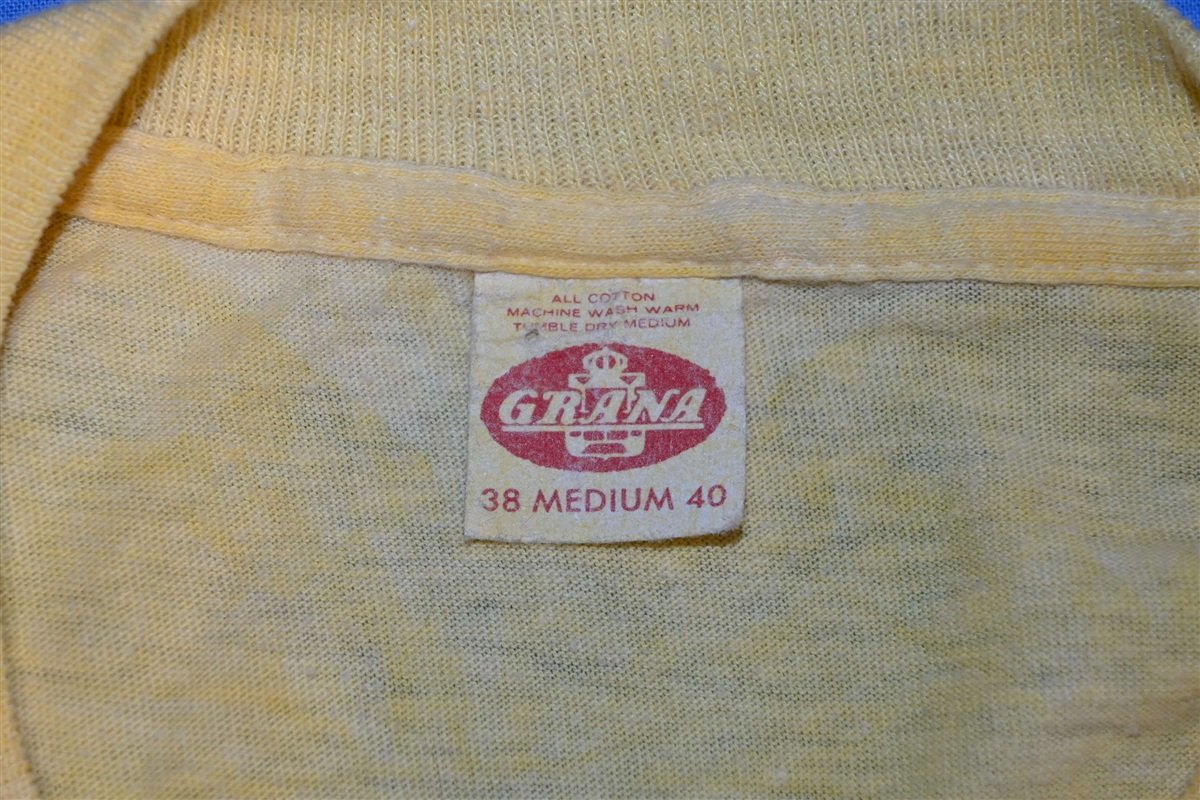 ALL COTTON
MACHINE WASH WARM
TUMBLE DRY MEDIUM
GRANA
38 MEDIUM 40